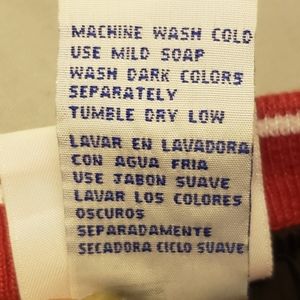 MACHINE WASH COLD
USE MILD SOAP
WASH DARK COLORS
SEPARATELY
TUMBLE DRY LOW
LAVAR EN LAVADORA
CON AGUA FRIA
USE JABON SUAVE
LAVAR LOS COLORES
OSCUROS
SEPARADAMENTE
SECADORA CICLO SUAVE